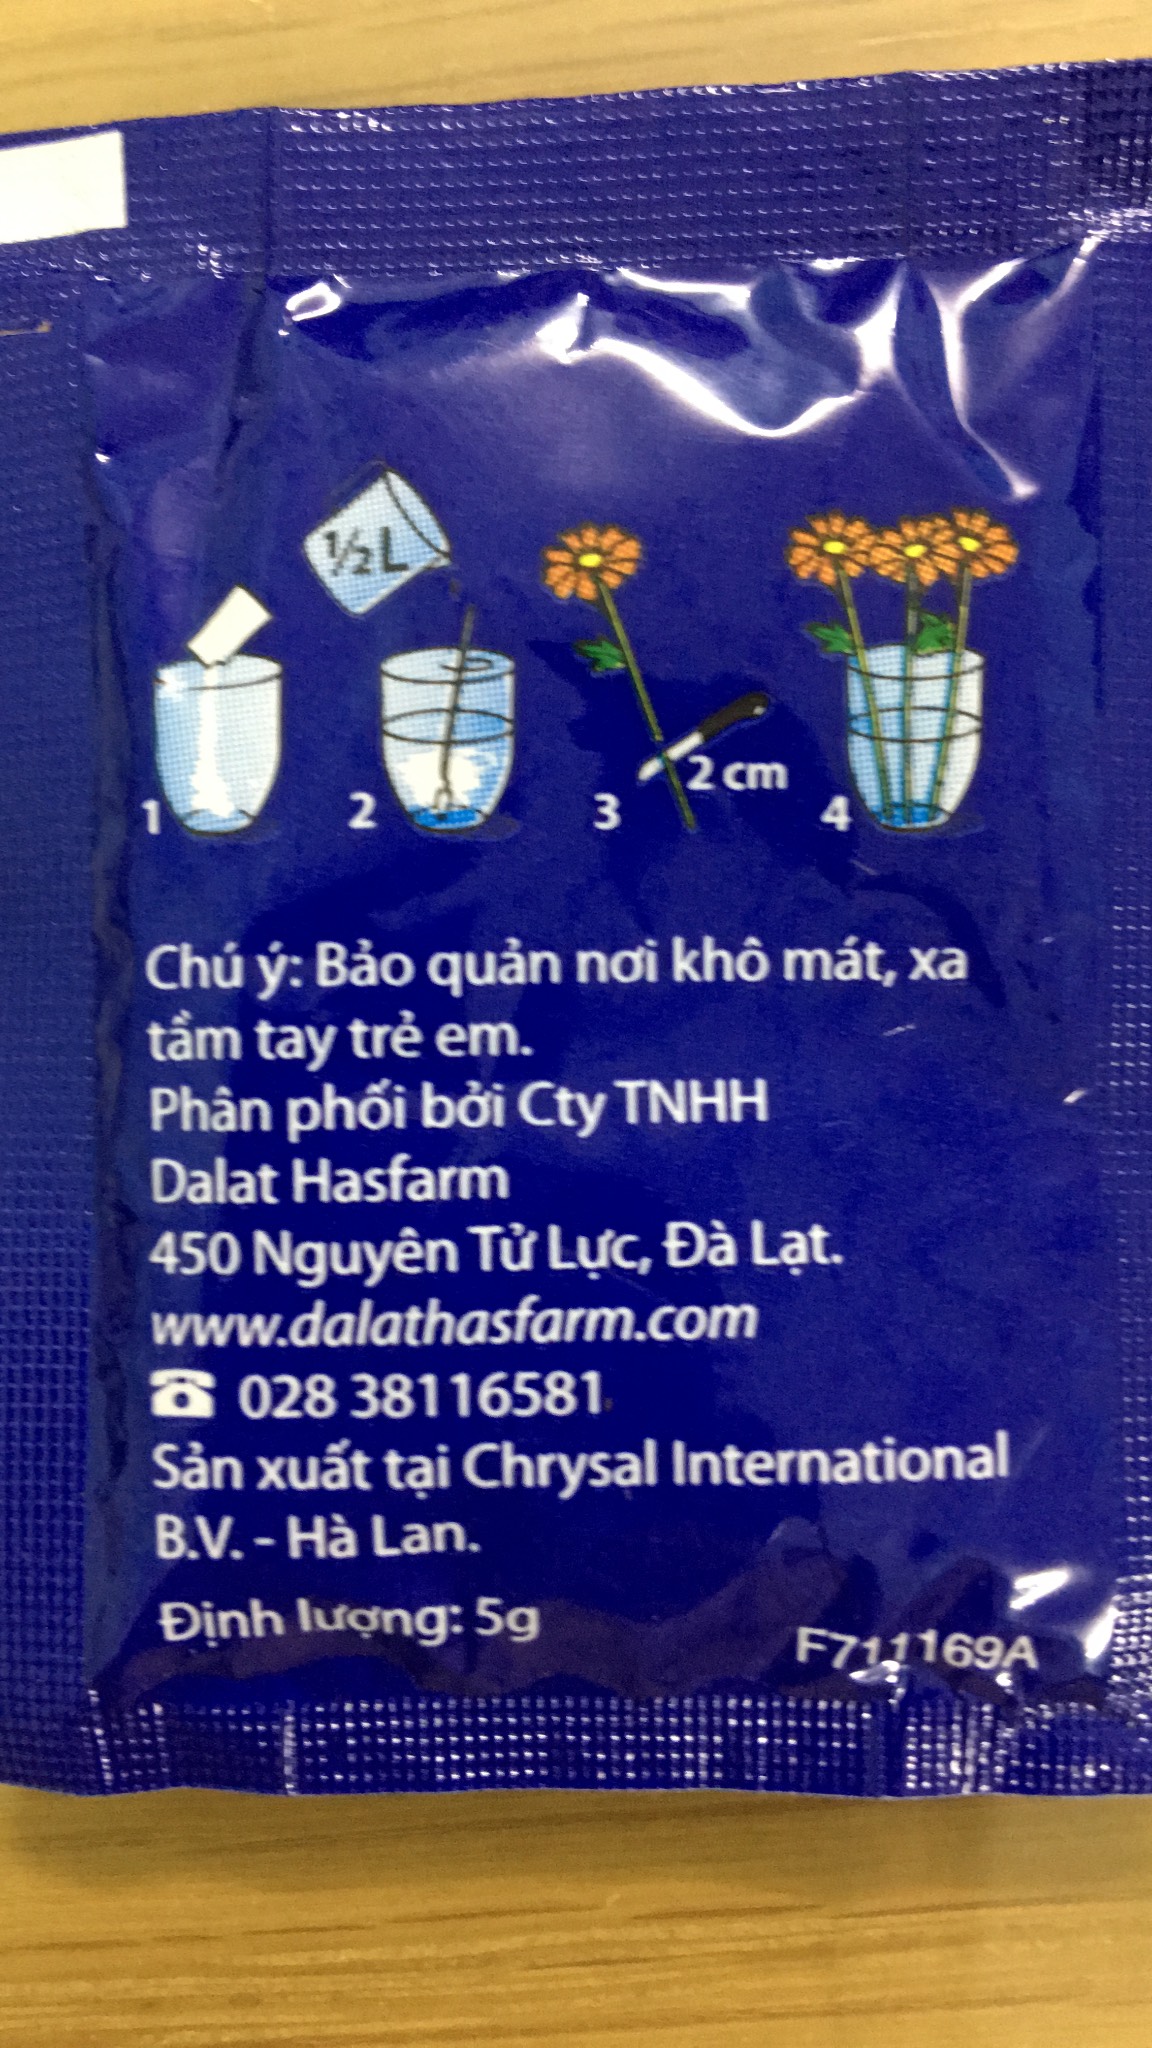 ½ L
1 2 3 2 cm 4
Chú ý: Bảo quản nơi khô mát, xa
tầm tay trẻ em.
Phân phối bởi Cty TNHH
Dalat Hasfarm
450 Nguyên Tử Lực, Đà Lạt.
www.dalathasfarm.com
☎ 028 38116581
Sản xuất tại Chrysal International
B.V. - Hà Lan.
Định lượng: 5g
F711169A